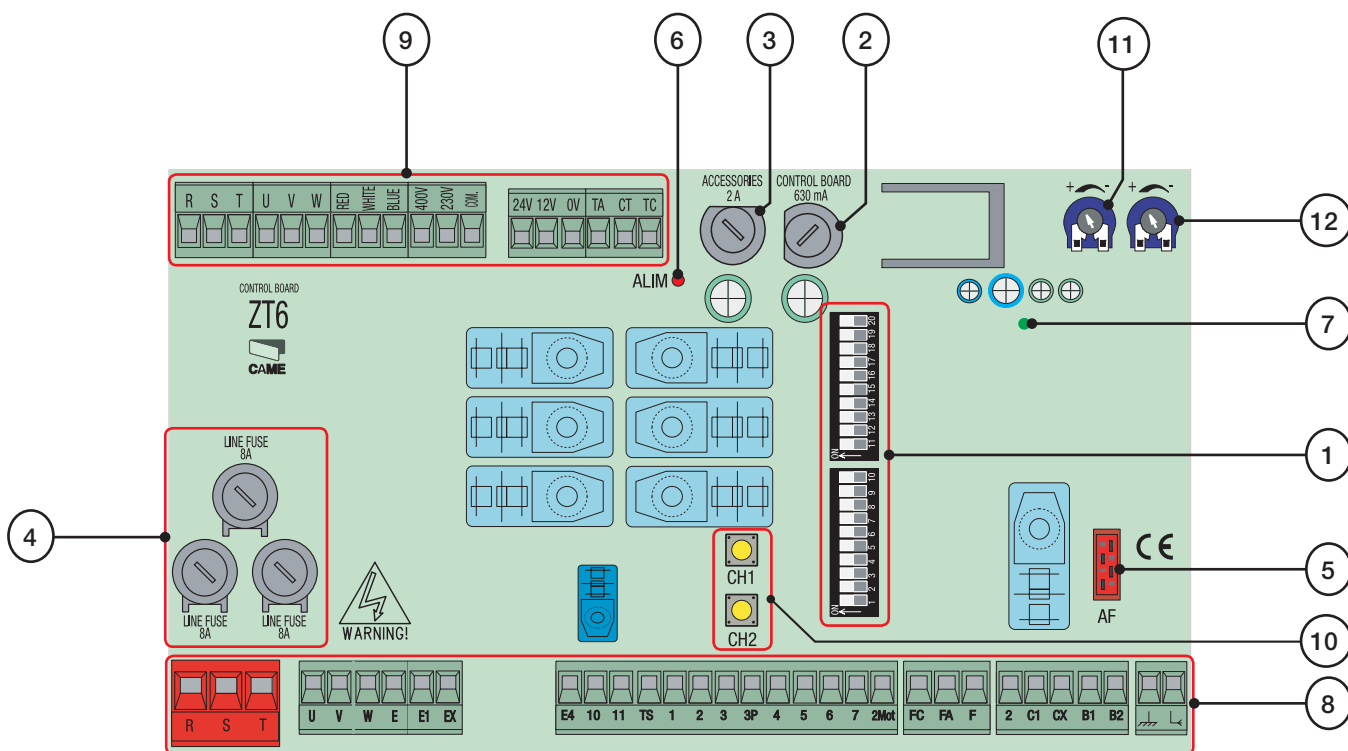 9 6 3 2 11
R S T U V W RED WHITE BLUE 400V 230V COM. 24V 12V 0V TA CT TC
ACCESSORIES
2 A
CONTROL BOARD
630 mA
+ - + -
12
ALIM
CONTROL BOARD
ZT6
CAME
7
20
19
18
17
16
15
14
13
12
11
ON
1
10
9
8
7
6
5
4
3
2
1
ON
LINE FUSE
8A
4
LINE FUSE
8A
LINE FUSE
8A
WARNING!
CH1
CH2
CE
AF
5
10
R S T
U V W E E1 EX
E4 10 11 TS 1 2 3 3P 4 5 6 7 2Mot
FC FA F
2 C1 CX B1 B2
8